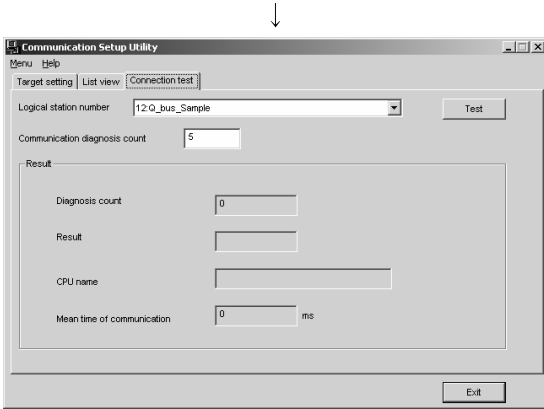 Communication Setup Utility
Menu Help
Target setting List view Connection test
Logical station number 12:Q_bus_Sample Test
Communication diagnosis count 5
Result
Diagnosis count 0
Result
CPU name
Mean time of communication 0 ms
Exit